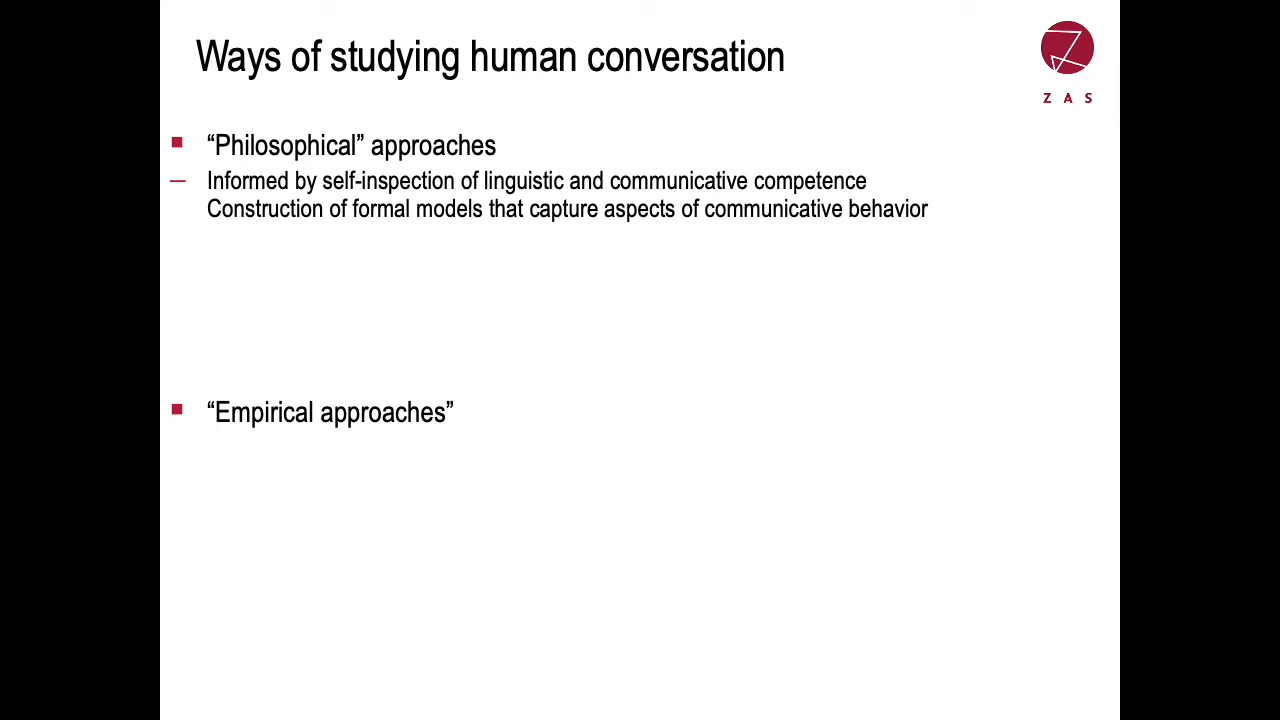 Ways of studying human conversation
Z A S
“Philosophical” approaches
Informed by self-inspection of linguistic and communicative competence
Construction of formal models that capture aspects of communicative behavior
“Empirical approaches”